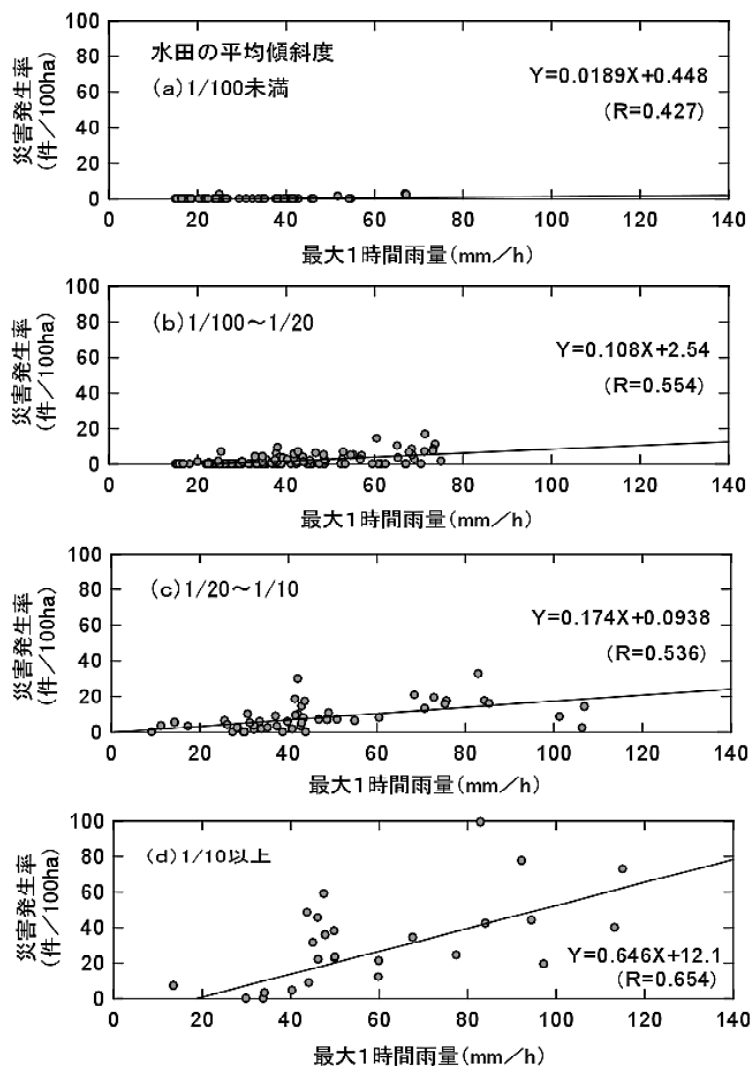 水田の平均傾斜度
(a)1/100未満
Y=0.0189X+0.448
(R=0.427)
災害発生率
(件/100ha)
100
80
60
40
20
0
0 20 40 60 80 100 120 140
最大1時間雨量(mm/h)
(b)1/100~1/20
Y=0.108X+2.54
(R=0.554)
災害発生率
(件/100ha)
100
80
60
40
20
0
0 20 40 60 80 100 120 140
最大1時間雨量(mm/h)
(c)1/20~1/10
Y=0.174X+0.0938
(R=0.536)
災害発生率
(件/100ha)
100
80
60
40
20
0
0 20 40 60 80 100 120 140
最大1時間雨量(mm/h)
(d)1/10以上
Y=0.646X+12.1
(R=0.654)
災害発生率
(件/100ha)
100
80
60
40
20
0
0 20 40 60 80 100 120 140
最大1時間雨量(mm/h)